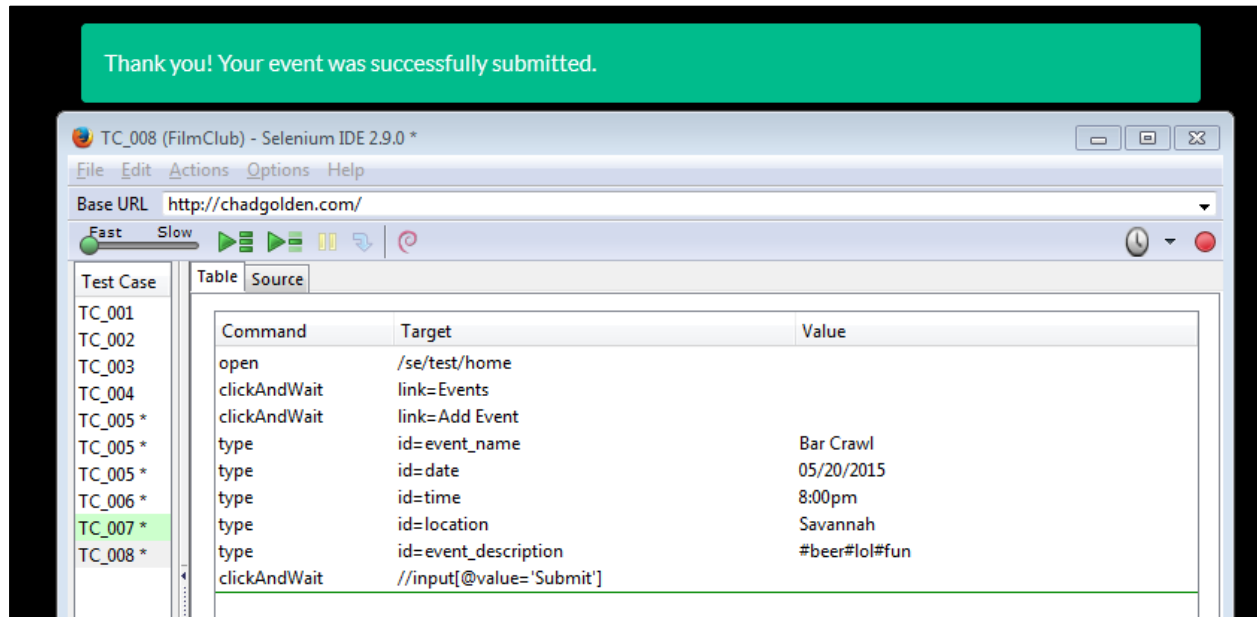 Thank you! Your event was successfully submitted.
TC_008 (FilmClub) - Selenium IDE 2.9.0 *
File Edit Actions Options Help
Base URL http://chadgolden.com/
Fast Slow
Test Case Table Source
TC_001
TC_002
TC_003
TC_004
TC_005 *
TC_005 *
TC_005 *
TC_006 *
TC_007 *
TC_008 *
Command Target Value
open /se/test/home
clickAndWait link=Events
clickAndWait link=Add Event
type id=event_name Bar Crawl
type id=date 05/20/2015
type id=time 8:00pm
type id=location Savannah
type id=event_description #beer#lol#fun
clickAndWait //input[@value='Submit']